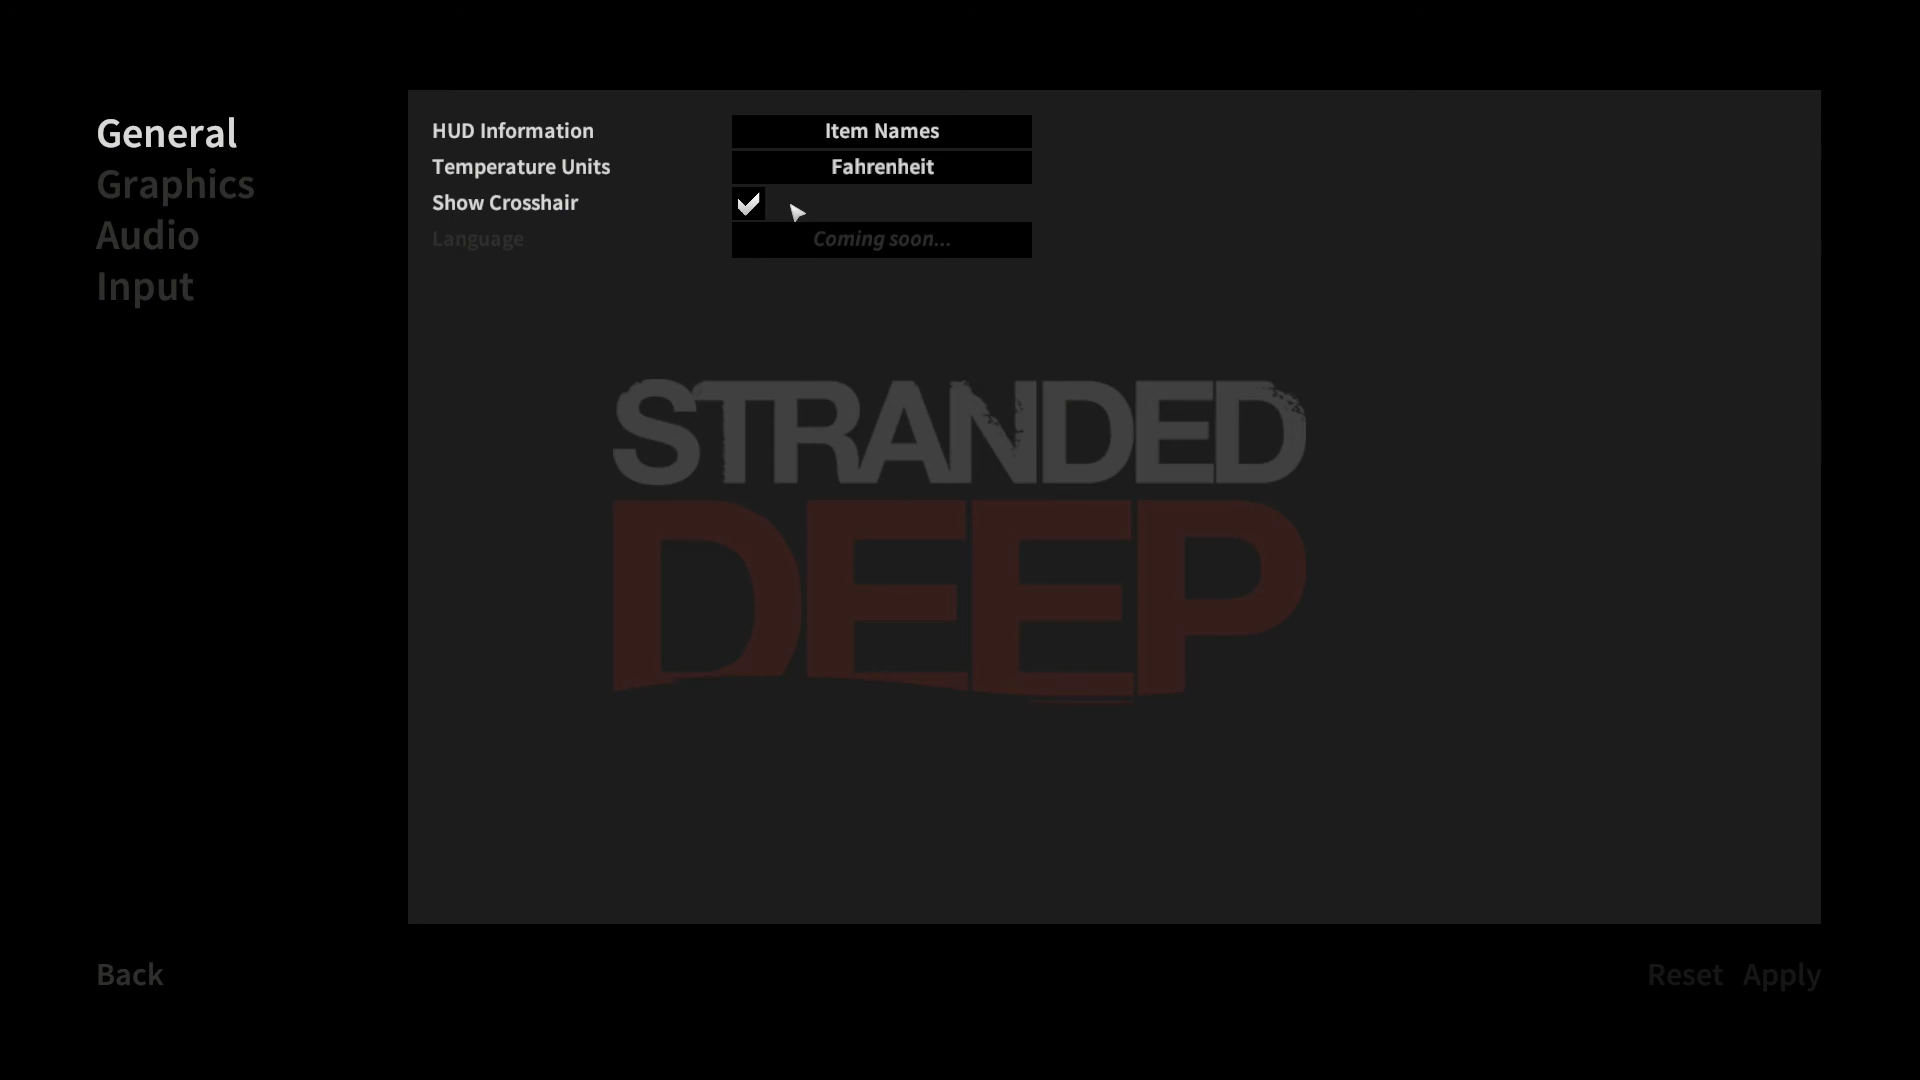 General
Graphics
Audio
Input
HUD Information Item Names
Temperature Units Fahrenheit
Show Crosshair
Language Coming soon...
STRANDED
DEEP
Back
Reset Apply